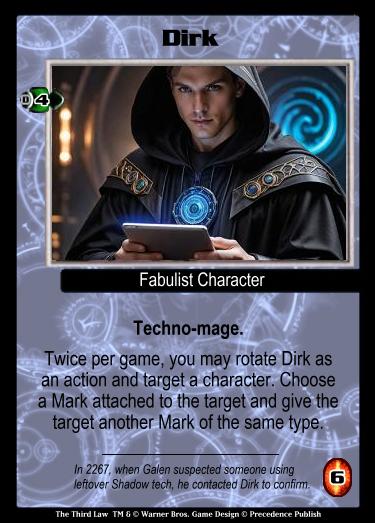 Dirk
D4
Fabulist Character
Techno-mage.
Twice per game, you may rotate Dirk as
an action and target a character. Choose
a Mark attached to the target and give the
target another Mark of the same type.
In 2267, when Galen suspected someone using
leftover Shadow tech, he contacted Dirk to confirm.
6
The Third Law TM & © Warner Bros. Game Design © Precedence Publish